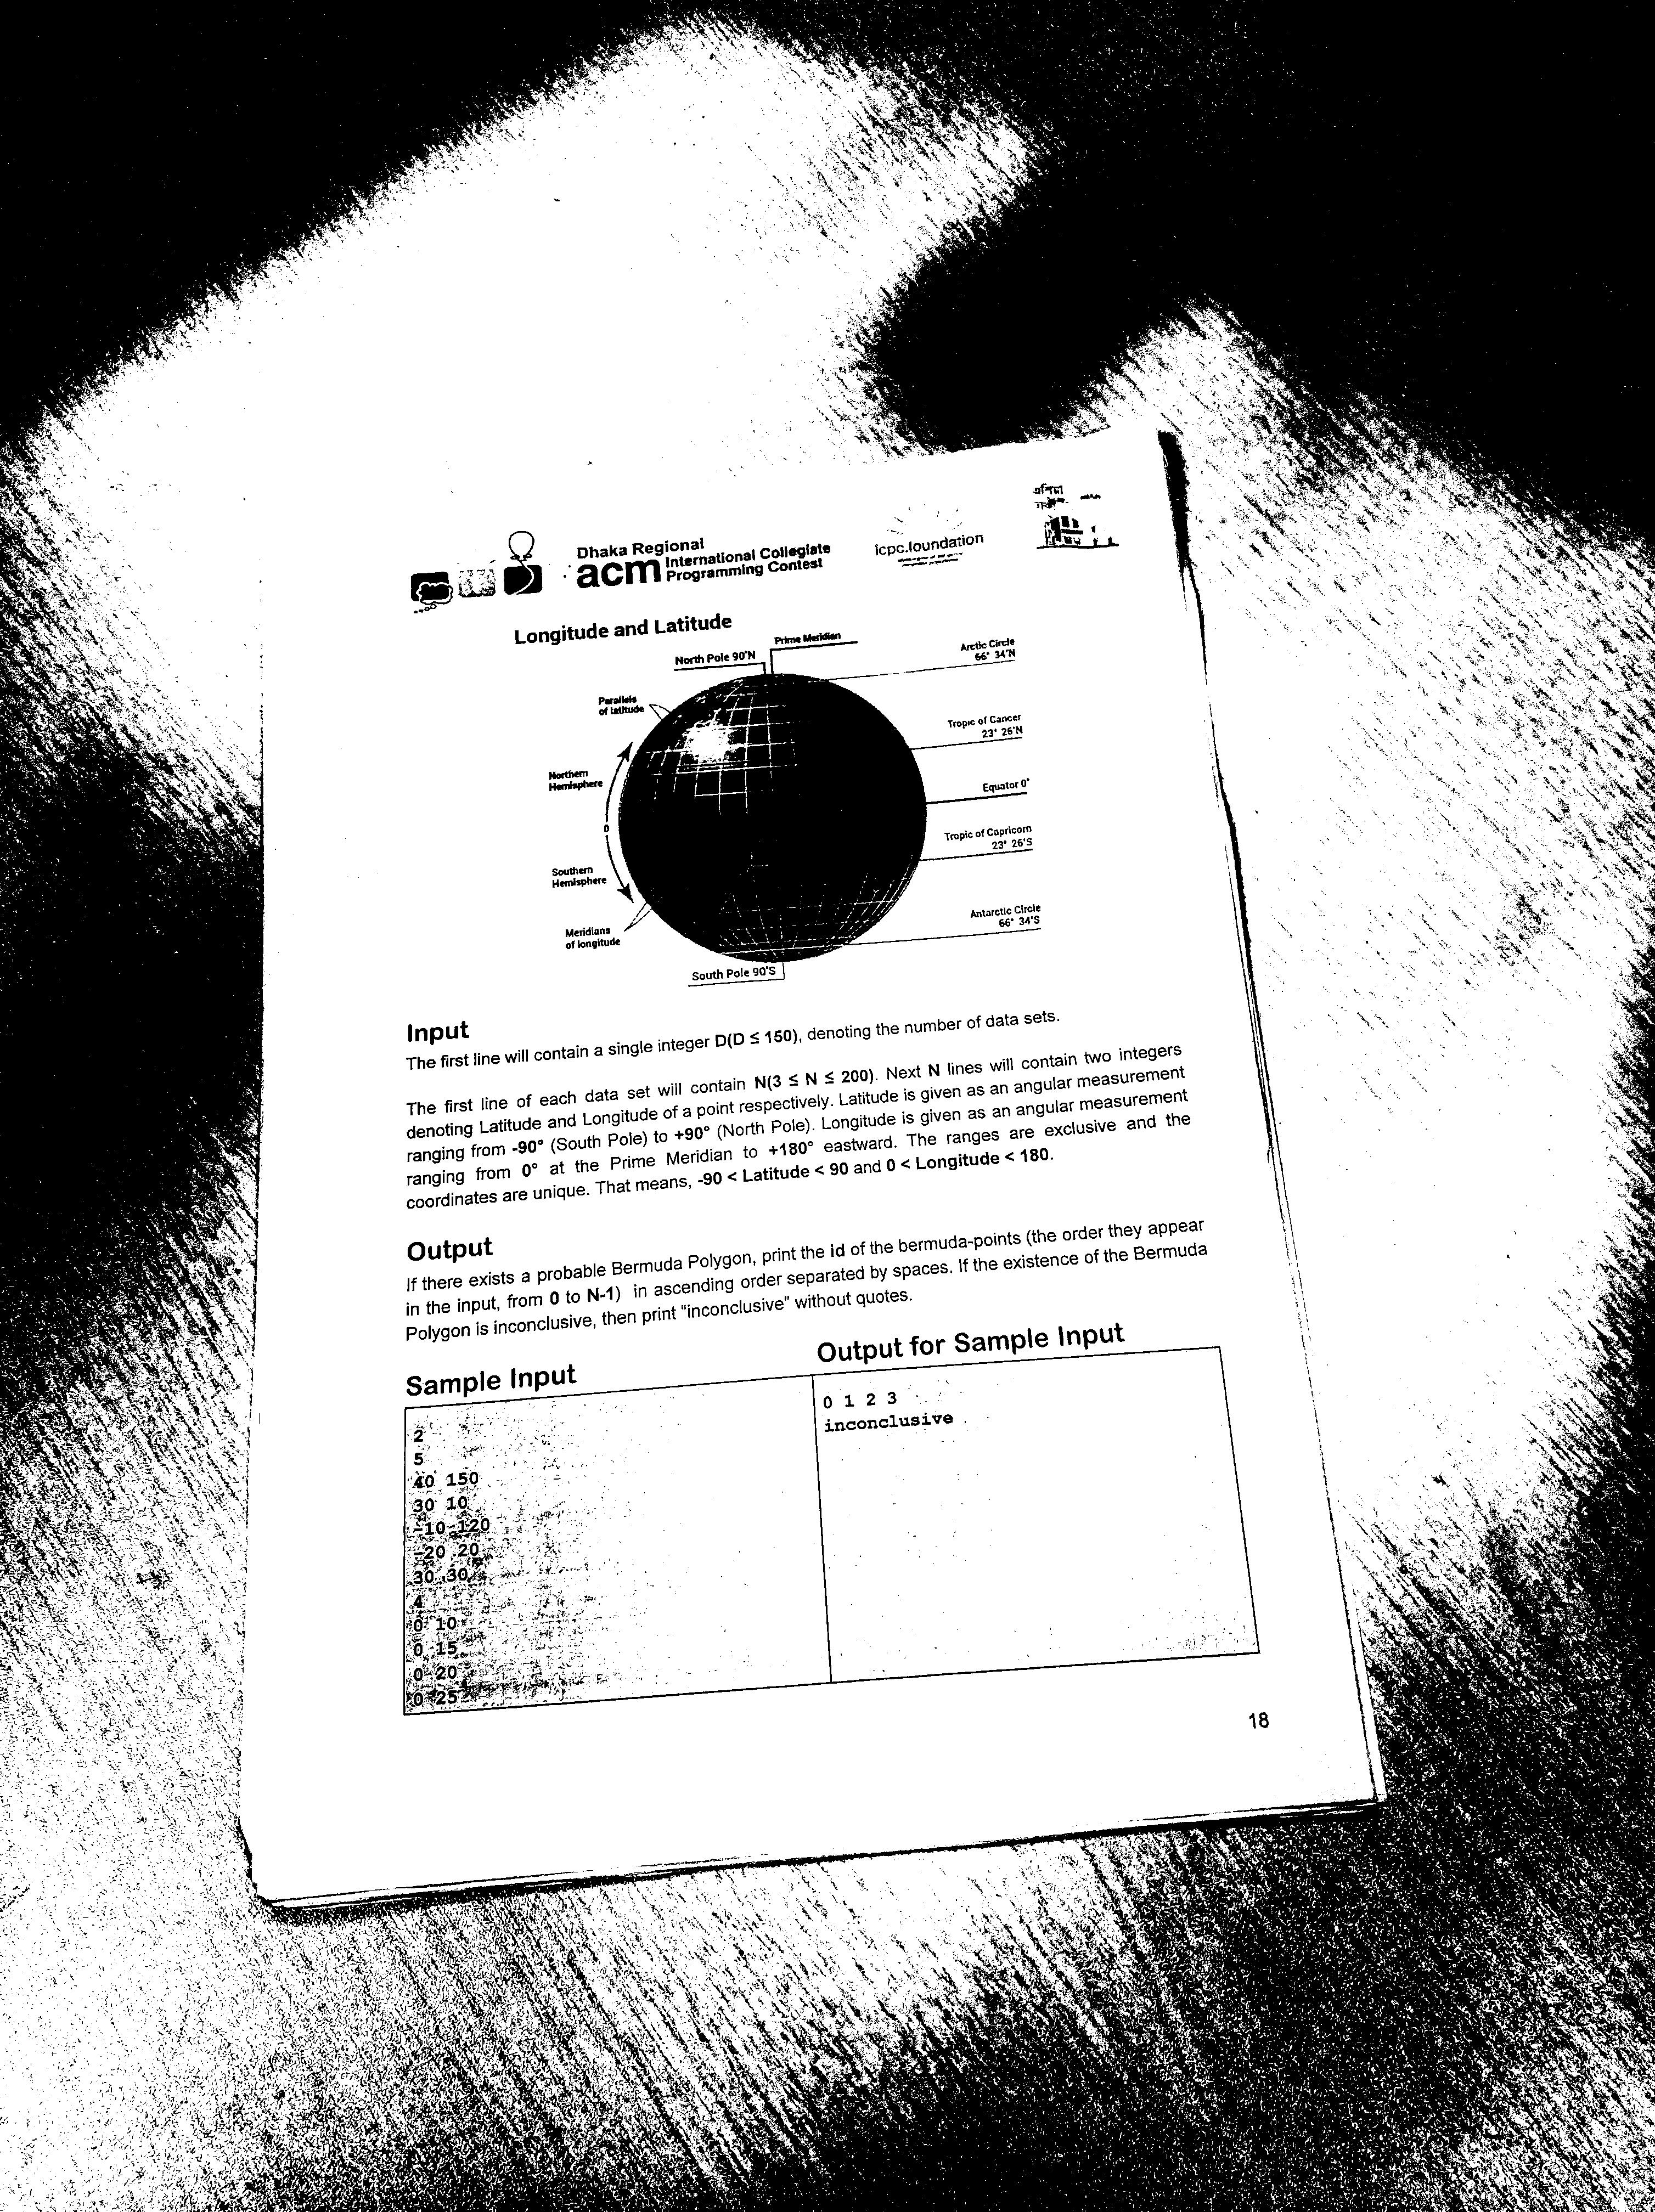 Dhaka Regional
acm International Collegiate
Programming Contest
icpc.foundation
এশিয়া
Longitude and Latitude
Prime Meridian
North Pole 90°N
Arctic Circle
66° 34'N
Parallels
of latitude
Tropic of Cancer
23° 26'N
Northern
Hemisphere
Equator 0°
0
Tropic of Capricorn
23° 26'S
Southern
Hemisphere
Antarctic Circle
66° 34'S
Meridians
of longitude
South Pole 90°S
Input
The first line will contain a single integer D(D ≤ 150), denoting the number of data sets.
The first line of each data set will contain N(3 ≤ N ≤ 200). Next N lines will contain two integers
denoting Latitude and Longitude of a point respectively. Latitude is given as an angular measurement
ranging from -90° (South Pole) to +90° (North Pole). Longitude is given as an angular measurement
ranging from 0° at the Prime Meridian to +180° eastward. The ranges are exclusive and the
coordinates are unique. That means, -90 < Latitude < 90 and 0 < Longitude < 180.
Output
If there exists a probable Bermuda Polygon, print the id of the bermuda-points (the order they appear
in the input, from 0 to N-1) in ascending order separated by spaces. If the existence of the Bermuda
Polygon is inconclusive, then print "inconclusive" without quotes.
Sample Input
Output for Sample Input
2
5
40 150
30 10
-10 120
-20 20
30 30
4
0 10
0 15
0 20
0 25
0 1 2 3
inconclusive
18